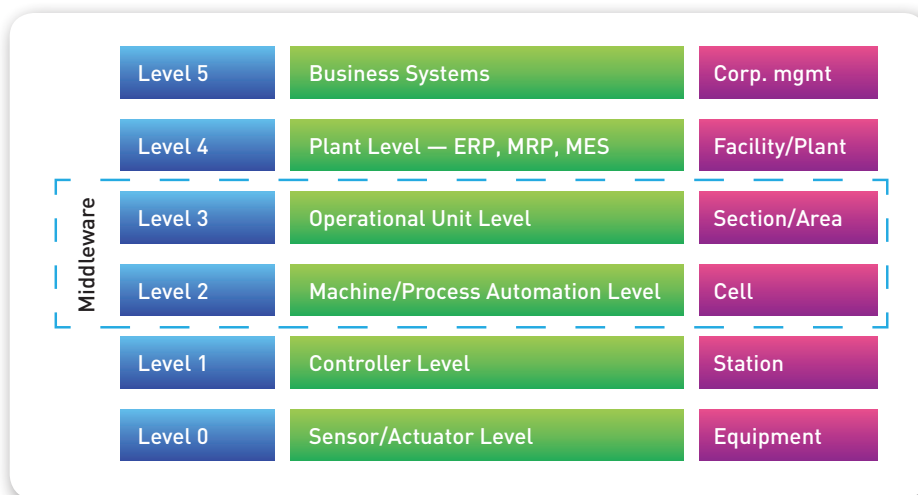 Level 5 Business Systems Corp. mgmt
Level 4 Plant Level — ERP, MRP, MES Facility/Plant
Middleware
Level 3 Operational Unit Level Section/Area
Level 2 Machine/Process Automation Level Cell
Level 1 Controller Level Station
Level 0 Sensor/Actuator Level Equipment